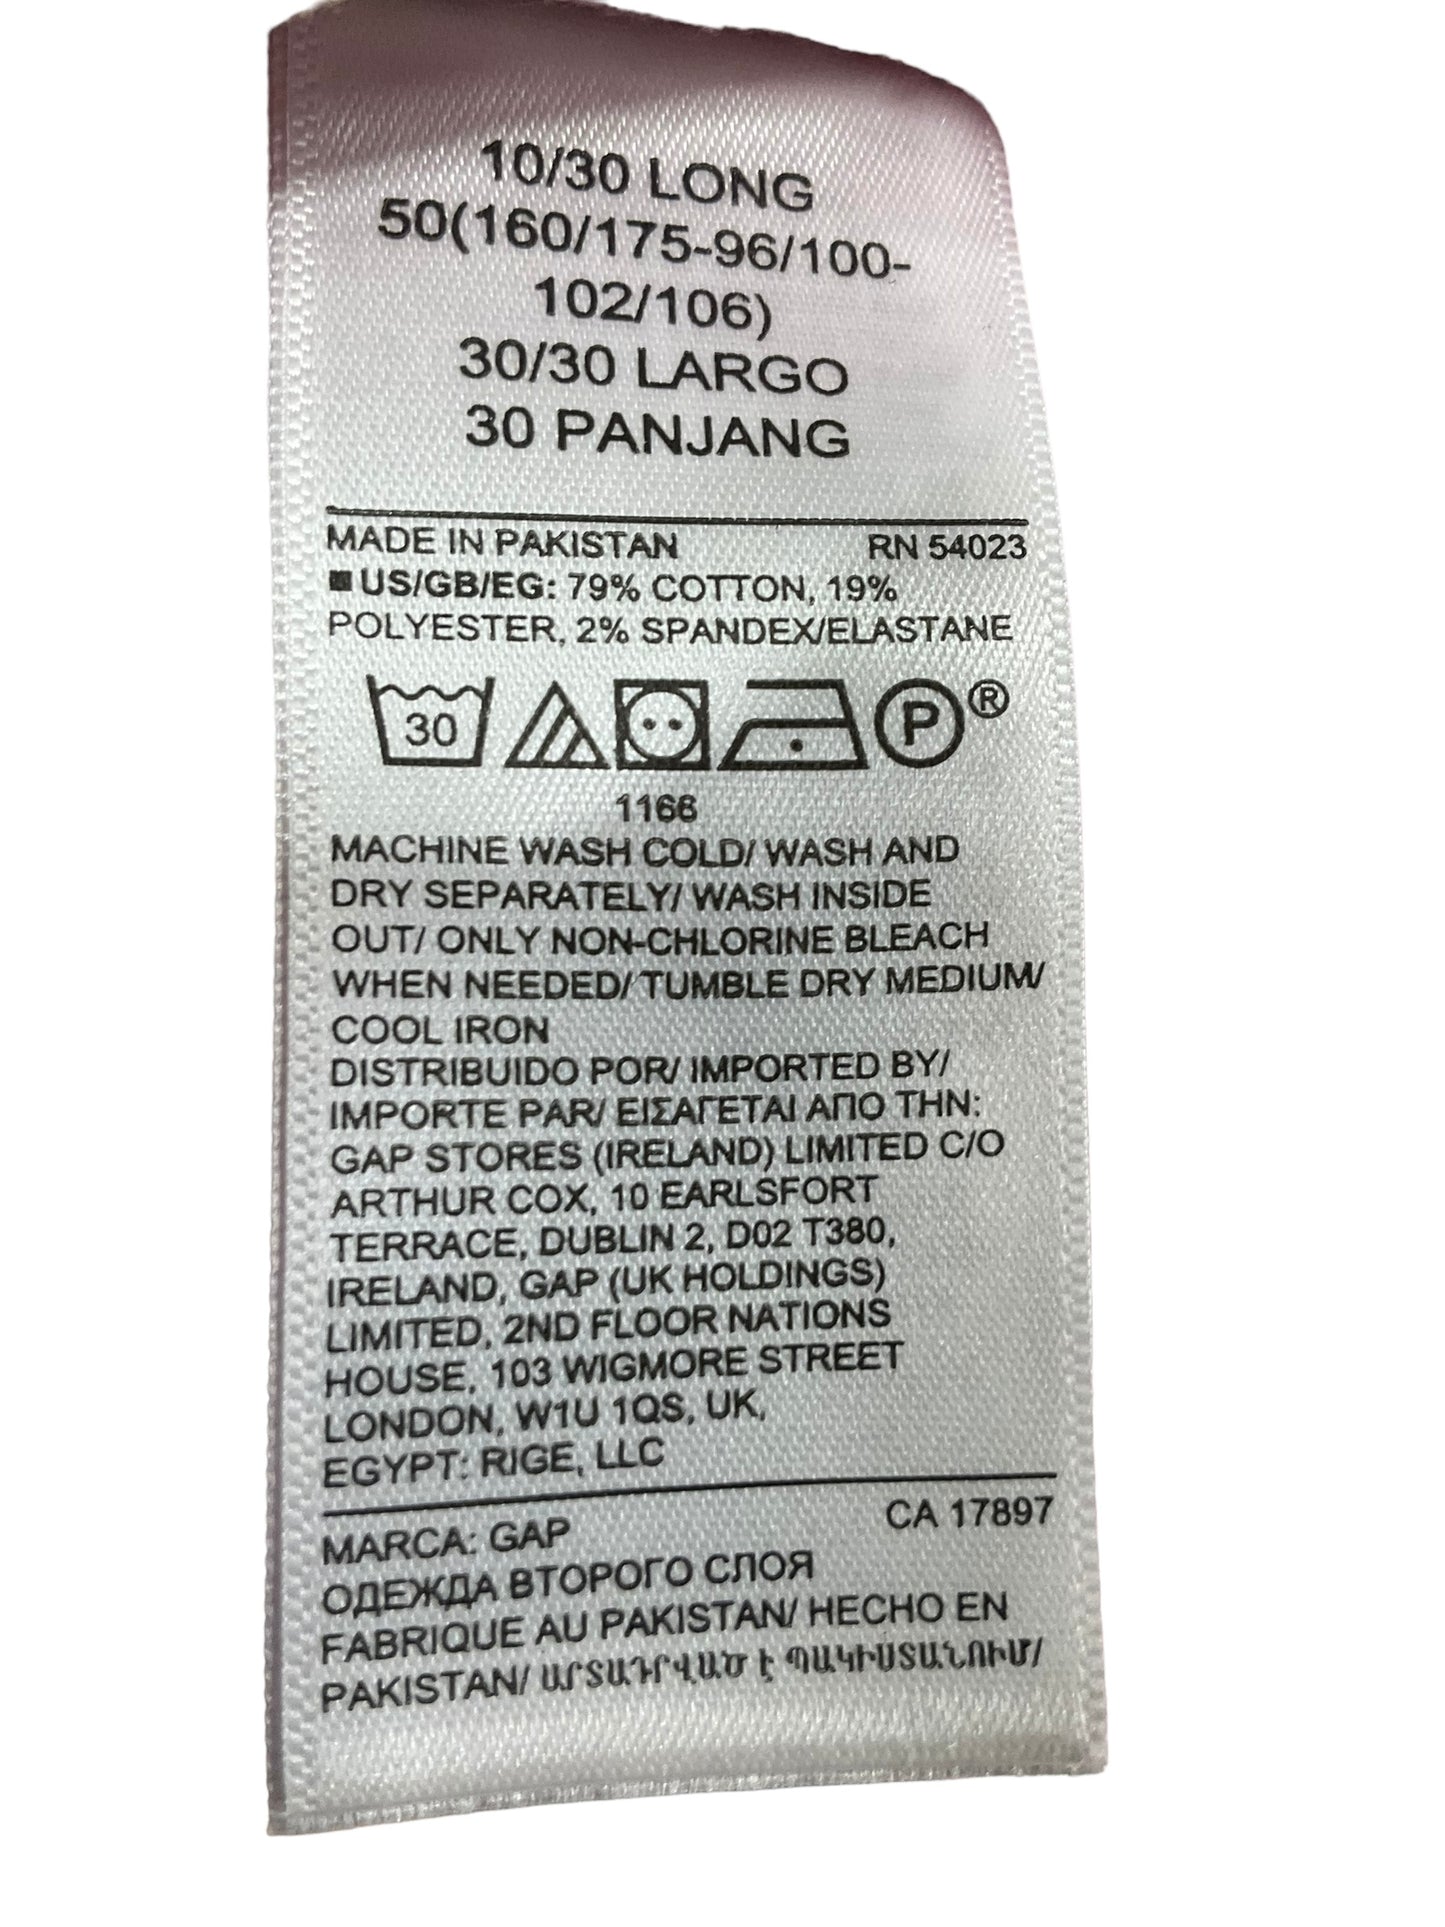 10/30 LONG
50(160/175-96/100-
102/106)
30/30 LARGO
30 PANJANG
MADE IN PAKISTAN RN 54023
■ US/GB/EG: 79% COTTON, 19%
POLYESTER, 2% SPANDEX/ELASTANE
30 P®
1166
MACHINE WASH COLD/ WASH AND
DRY SEPARATELY/ WASH INSIDE
OUT/ ONLY NON-CHLORINE BLEACH
WHEN NEEDED/ TUMBLE DRY MEDIUM/
COOL IRON
DISTRIBUIDO POR/ IMPORTED BY/
IMPORTE PAR/ ΕΙΣΑΓΕΤΑΙ ΑΠΟ ΤΗΝ:
GAP STORES (IRELAND) LIMITED C/O
ARTHUR COX, 10 EARLSFORT
TERRACE, DUBLIN 2, D02 T380,
IRELAND, GAP (UK HOLDINGS)
LIMITED, 2ND FLOOR NATIONS
HOUSE, 103 WIGMORE STREET
LONDON, W1U 1QS, UK,
EGYPT: RIGE, LLC
MARCA: GAP CA 17897
ОДЕЖДА ВТОРОГО СЛОЯ
FABRIQUE AU PAKISTAN/ HECHO EN
PAKISTAN/ ԱՐՏԱԴՐՎԱԾ Է ՊԱԿԻՍՏԱՆՈՒՄ/